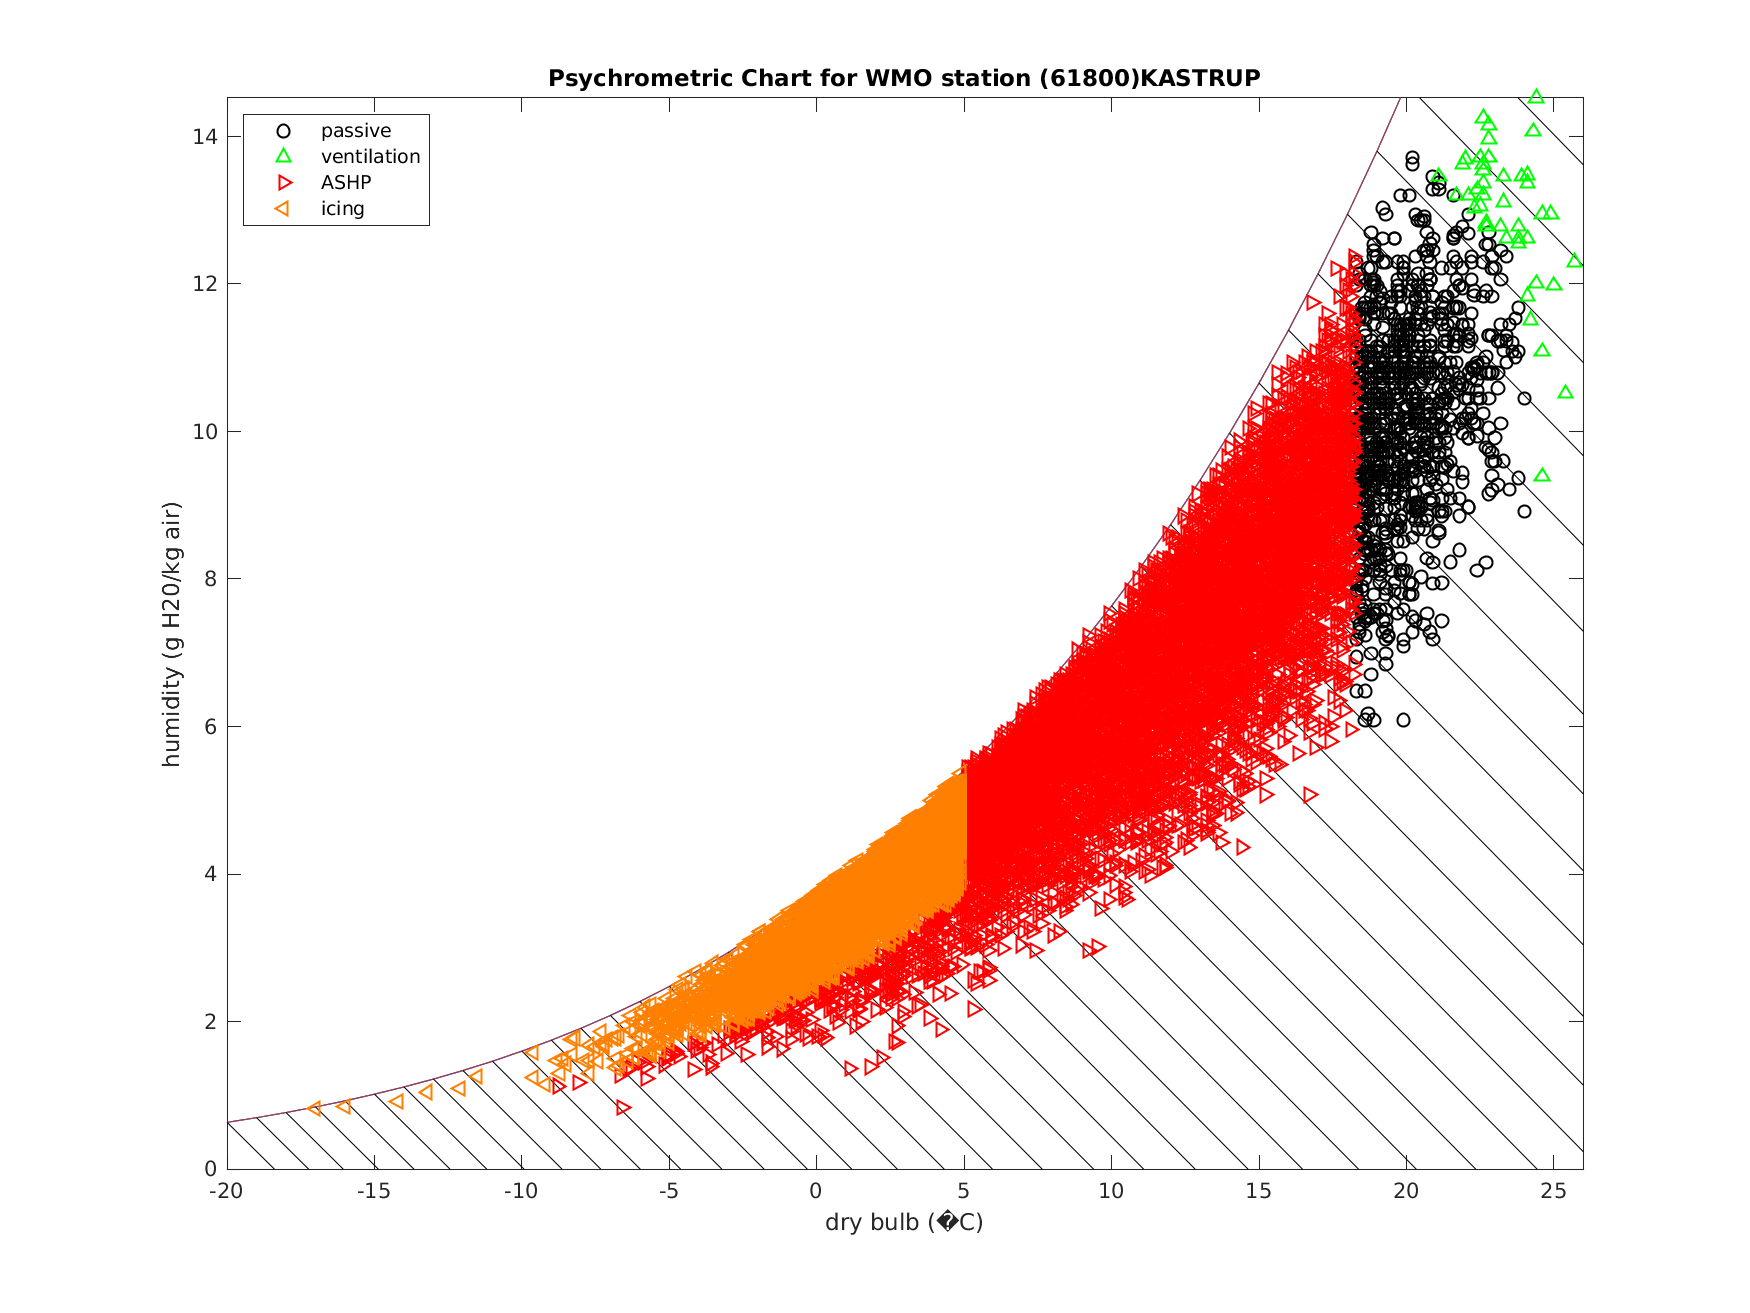 Psychrometric Chart for WMO station (61800)KASTRUP
passive
ventilation
ASHP
icing
humidity (g H20/kg air)
14
12
10
8
6
4
2
0
-20 -15 -10 -5 0 5 10 15 20 25
dry bulb (�C)